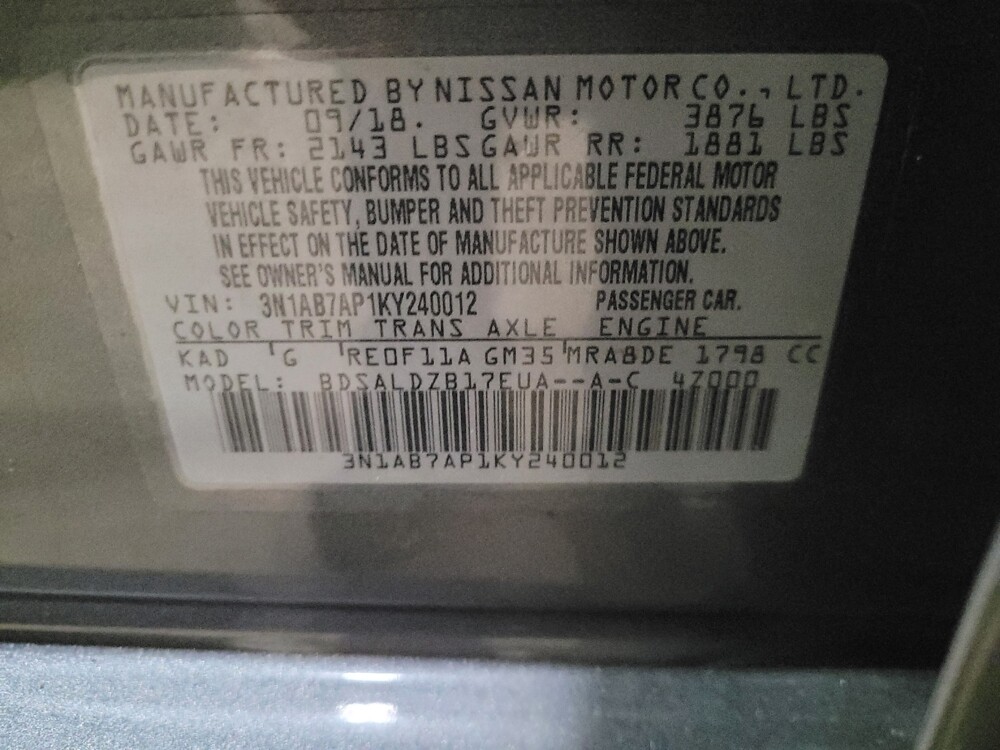 MANUFACTURED BY NISSAN MOTOR CO., LTD.
DATE: 09/18. GVWR: 3876 LBS
GAWR FR: 2143 LBS GAWR RR: 1881 LBS
THIS VEHICLE CONFORMS TO ALL APPLICABLE FEDERAL MOTOR
VEHICLE SAFETY, BUMPER AND THEFT PREVENTION STANDARDS
IN EFFECT ON THE DATE OF MANUFACTURE SHOWN ABOVE.
SEE OWNER'S MANUAL FOR ADDITIONAL INFORMATION.
VIN: 3N1AB7AP1KY240012 PASSENGER CAR.
COLOR TRIM TRANS AXLE ENGINE
KAD G RE0F11A GM35 MRA8DE 1798 CC
MODEL: BDSALDZB17EUA--A-C 4Z000
3N1AB7AP1KY240012